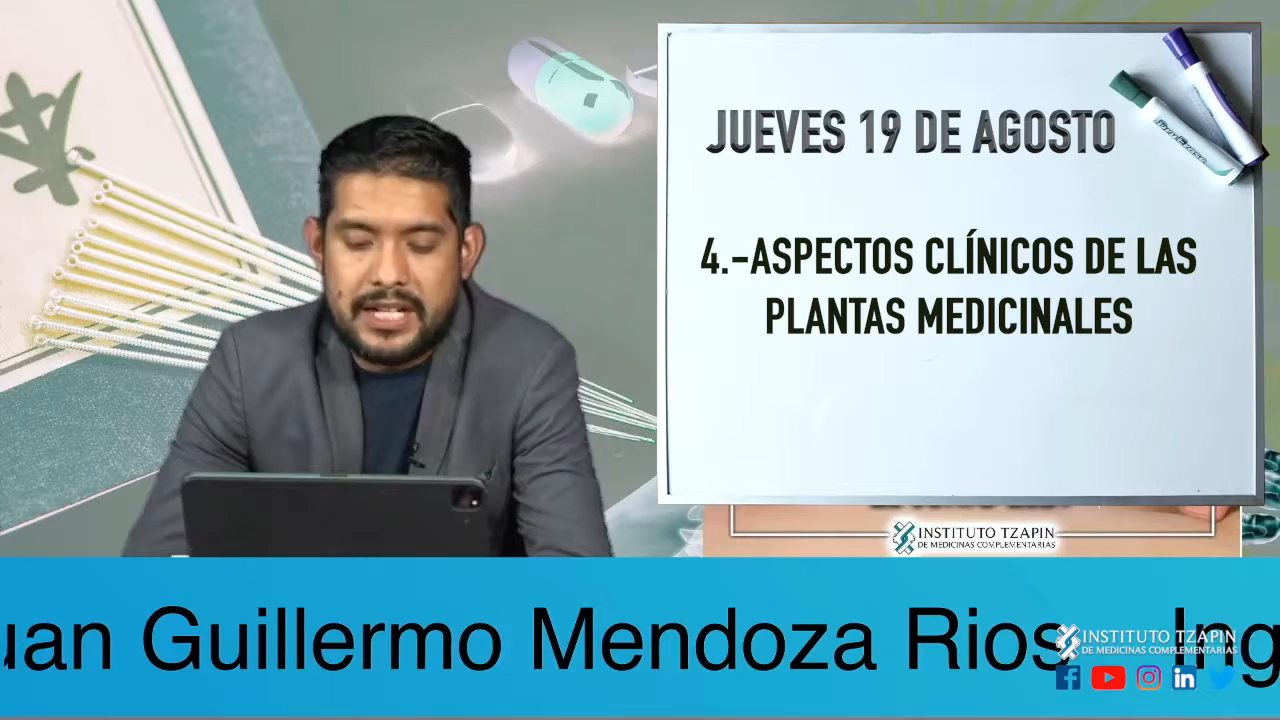 JUEVES 19 DE AGOSTO
4.-ASPECTOS CLÍNICOS DE LAS
PLANTAS MEDICINALES
INSTITUTO TZAPIN
DE MEDICINAS COMPLEMENTARIAS
uan Guillermo Mendoza Rios Ing
INSTITUTO TZAPIN
DE MEDICINAS COMPLEMENTARIAS